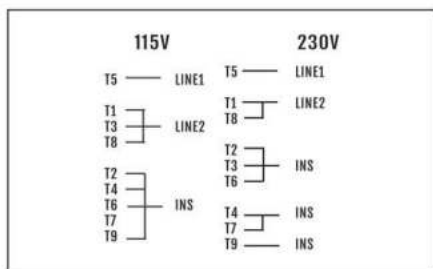 115V
T5 LINE1
T1
T3 LINE2
T8
T2
T4
T6 INS
T7
T9
230V
T5 LINE1
T1 LINE2
T8
T2
T3 INS
T6
T4 INS
T7
T9 INS